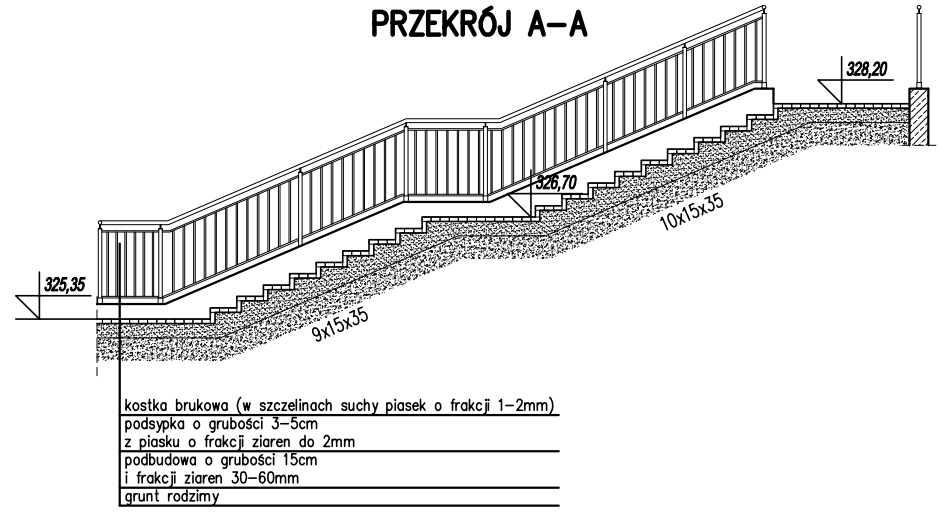 PRZEKRÓJ A-A
328,20
326,70
325,35
10x15x35
9x15x35
kostka brukowa (w szczelinach suchy piasek o frakcji 1-2mm)
podsypka o grubości 3-5cm
z piasku o frakcji ziaren do 2mm
podbudowa o grubości 15cm
i frakcji ziaren 30-60mm
grunt rodzimy